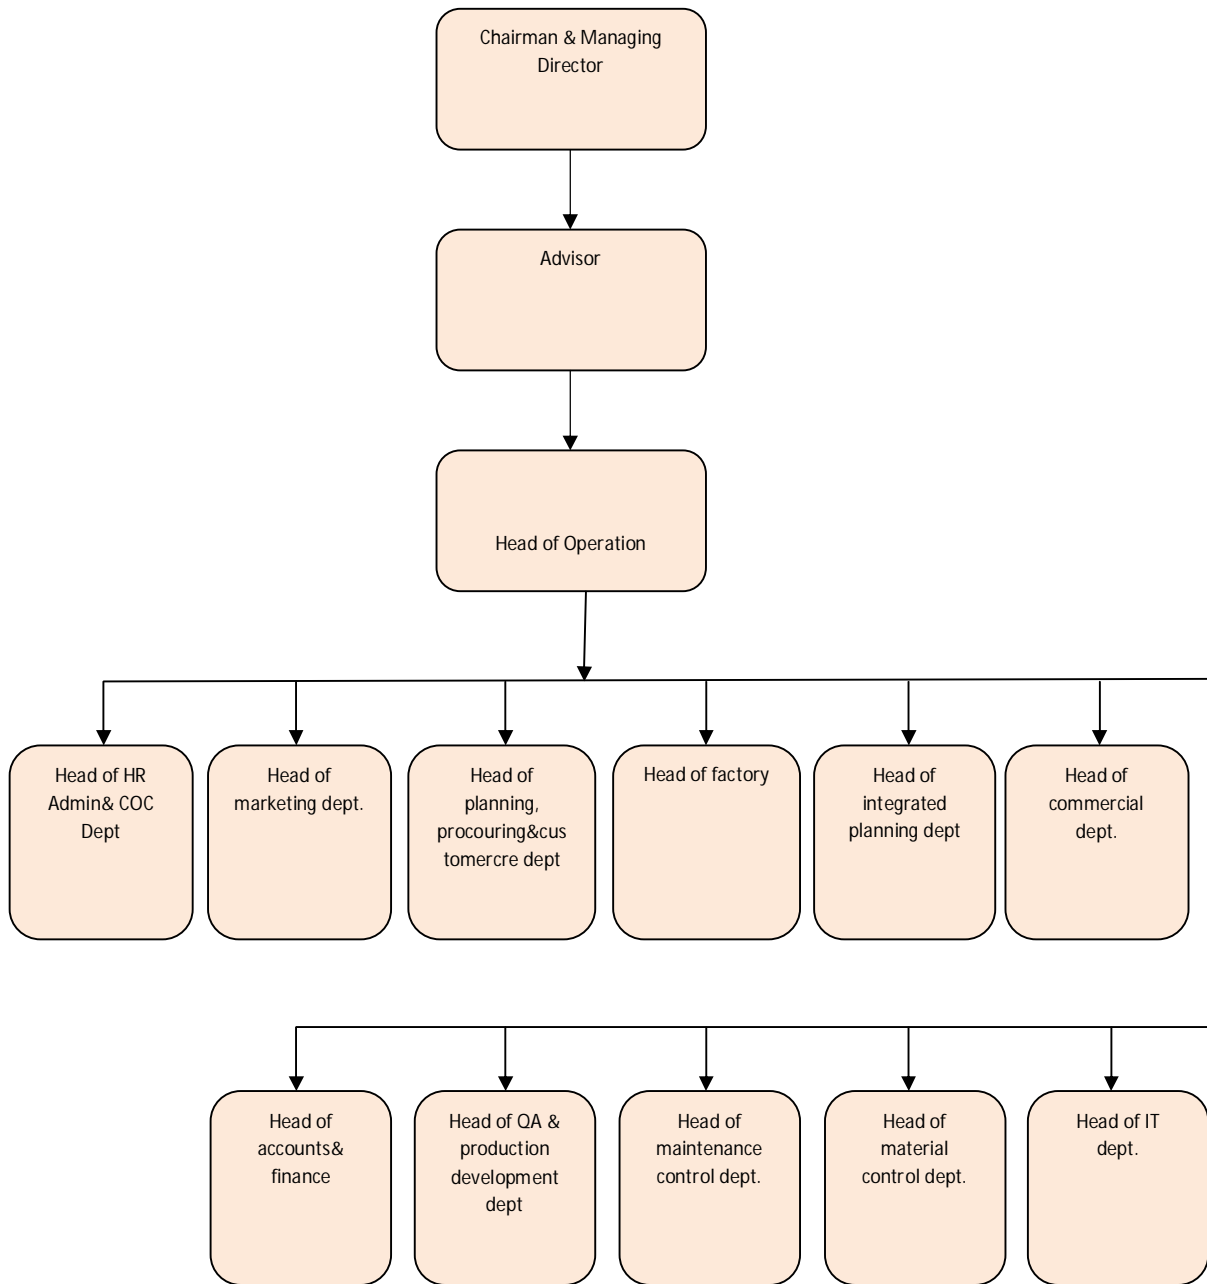 Chairman & Managing
Director
Advisor
Head of Operation
Head of HR
Admin& COC
Dept
Head of
marketing dept.
Head of
planning,
procouring&cus
tomercre dept
Head of factory
Head of
integrated
planning dept
Head of
commercial
dept.
Head of
accounts&
finance
Head of QA &
production
development
dept
Head of
maintenance
control dept.
Head of
material
control dept.
Head of IT
dept.